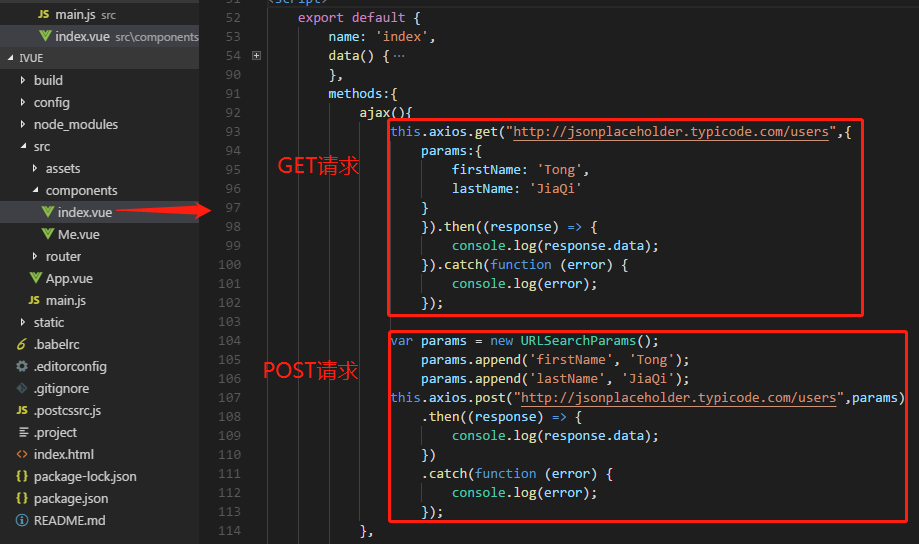 main.js src
index.vue src\components
IVUE
build
config
node_modules
src
assets
components
index.vue
Me.vue
router
App.vue
main.js
static
.babelrc
.editorconfig
.gitignore
.postcssrc.js
.project
index.html
package-lock.json
package.json
README.md
GET请求
POST请求
51 <script>
52 export default {
53 name: 'index',
54 data() {…
90 },
91 methods:{
92 ajax(){
93 this.axios.get("http://jsonplaceholder.typicode.com/users",{
94 params:{
95 firstName: 'Tong',
96 lastName: 'JiaQi'
97 }
98 }).then((response) => {
99 console.log(response.data);
100 }).catch(function (error) {
101 console.log(error);
102 });
103
104 var params = new URLSearchParams();
105 params.append('firstName', 'Tong');
106 params.append('lastName', 'JiaQi');
107 this.axios.post("http://jsonplaceholder.typicode.com/users",params)
108 .then((response) => {
109 console.log(response.data);
110 })
111 .catch(function (error) {
112 console.log(error);
113 });
114 },